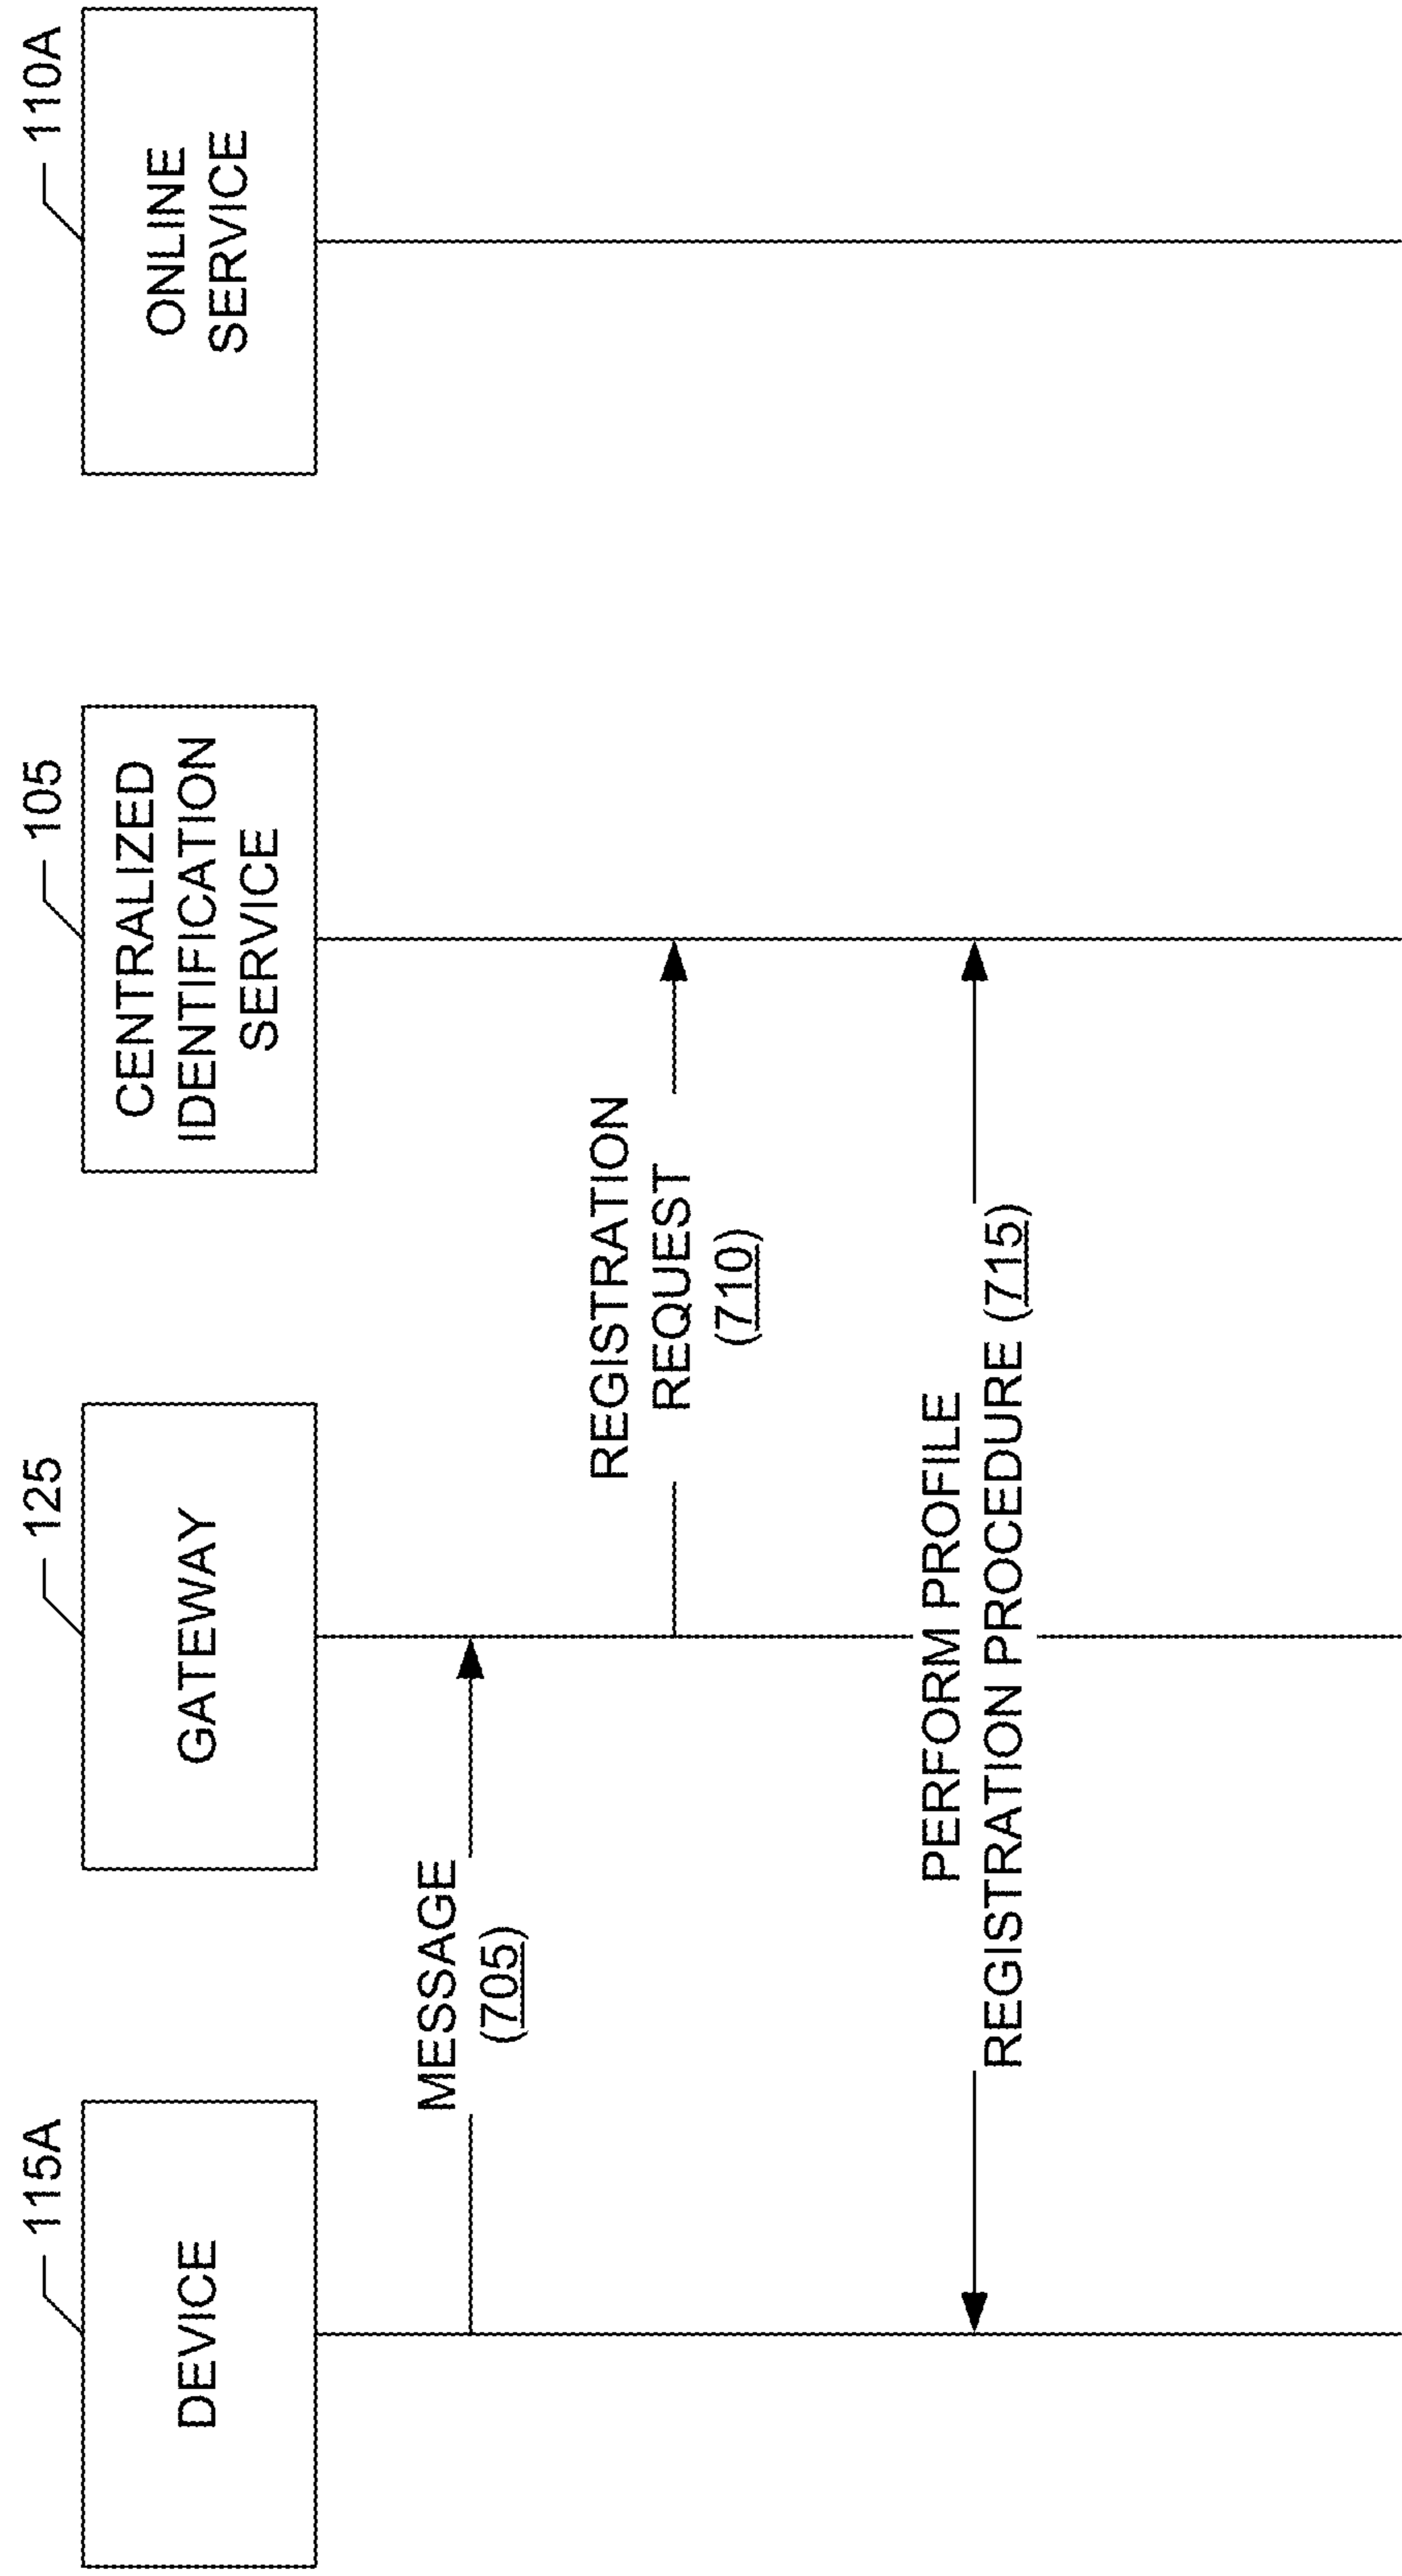 115A
DEVICE
125
GATEWAY
105
CENTRALIZED
IDENTIFICATION
SERVICE
110A
ONLINE
SERVICE
MESSAGE
(705)
REGISTRATION
REQUEST
(710)
PERFORM PROFILE
REGISTRATION PROCEDURE (715)